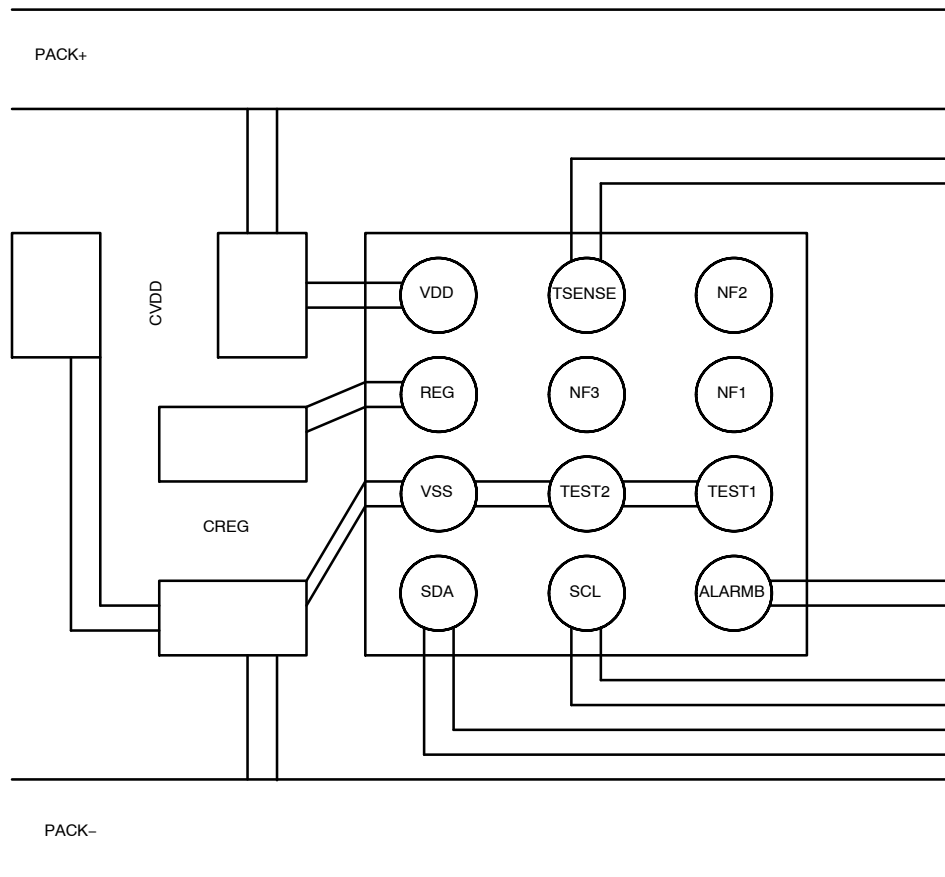 PACK+
CVDD
VDD
TSENSE
NF2
REG
NF3
NF1
VSS
TEST2
TEST1
CREG
SDA
SCL
ALARMB
PACK−